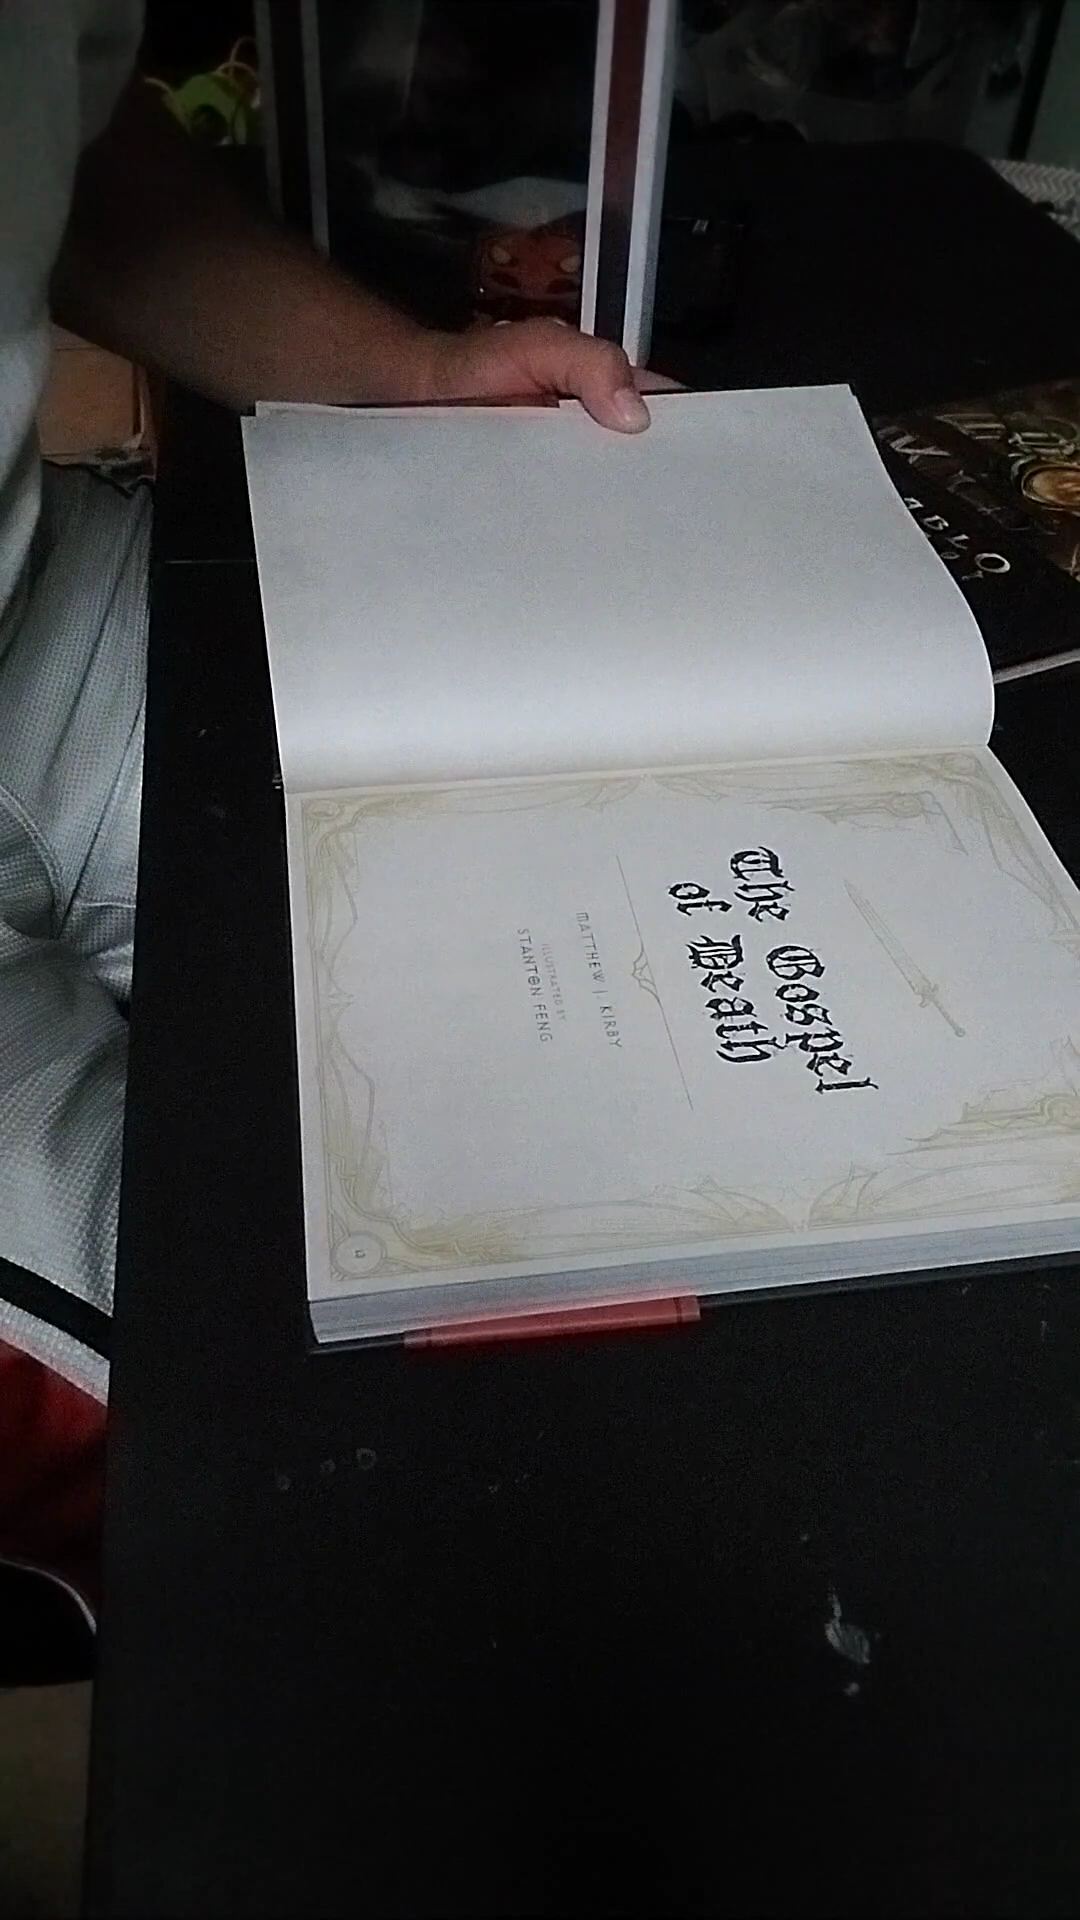 The Gospel
of Death
MATTHEW J. KIRBY
ILLUSTRATED BY
STANTON FENG